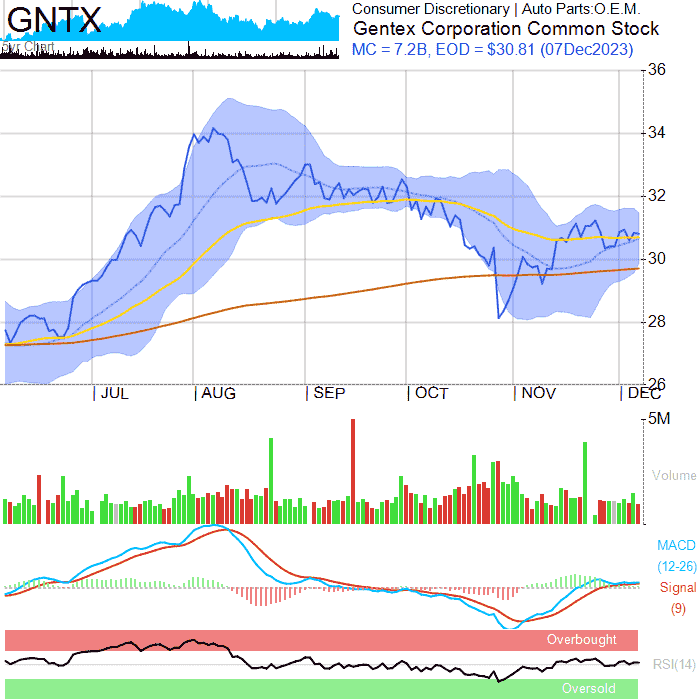 GNTX
Consumer Discretionary | Auto Parts:O.E.M.
Gentex Corporation Common Stock
MC = 7.2B, EOD = $30.81 (07Dec2023)
5yr Chart
36
34
32
30
28
26
JUL AUG SEP OCT NOV DEC
5M
Volume
MACD
(12-26)
Signal
(9)
Overbought
RSI(14)
Oversold